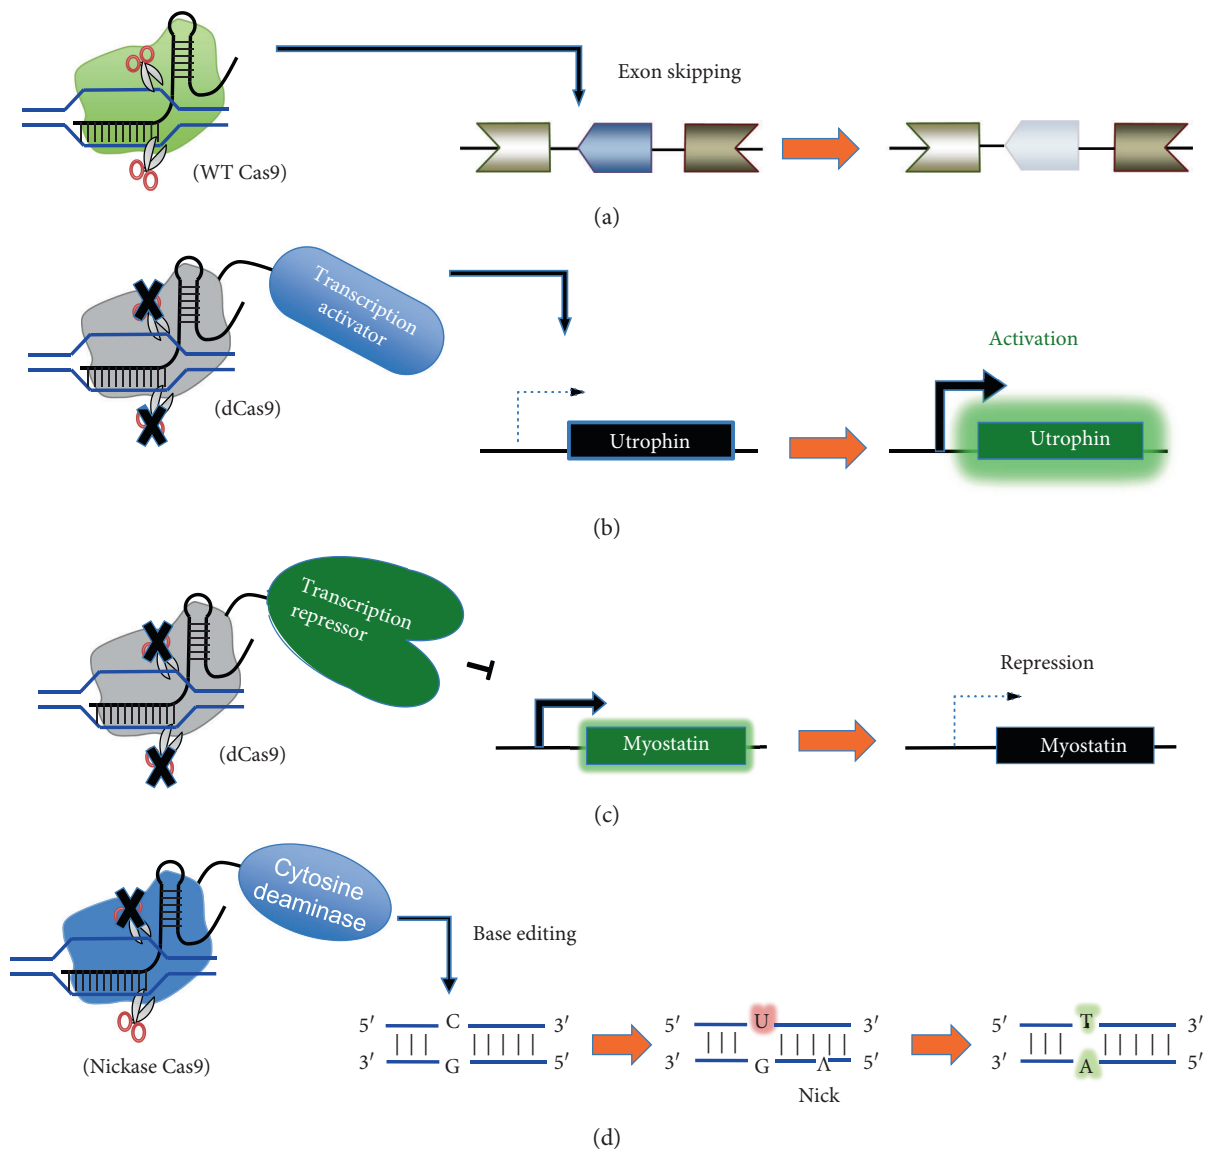 Exon skipping
(WT Cas9)
(a)
Transcription
activator
Activation
(dCas9)
Utrophin
Utrophin
(b)
Transcription
repressor
Repression
(dCas9)
Myostatin
Myostatin
(c)
Cytosine
deaminase
Base editing
5′ C 3′
5′ U 3′
5′ T 3′
3′ G 5′
3′ G Λ 5′
3′ A 5′
(Nickase Cas9)
Nick
(d)